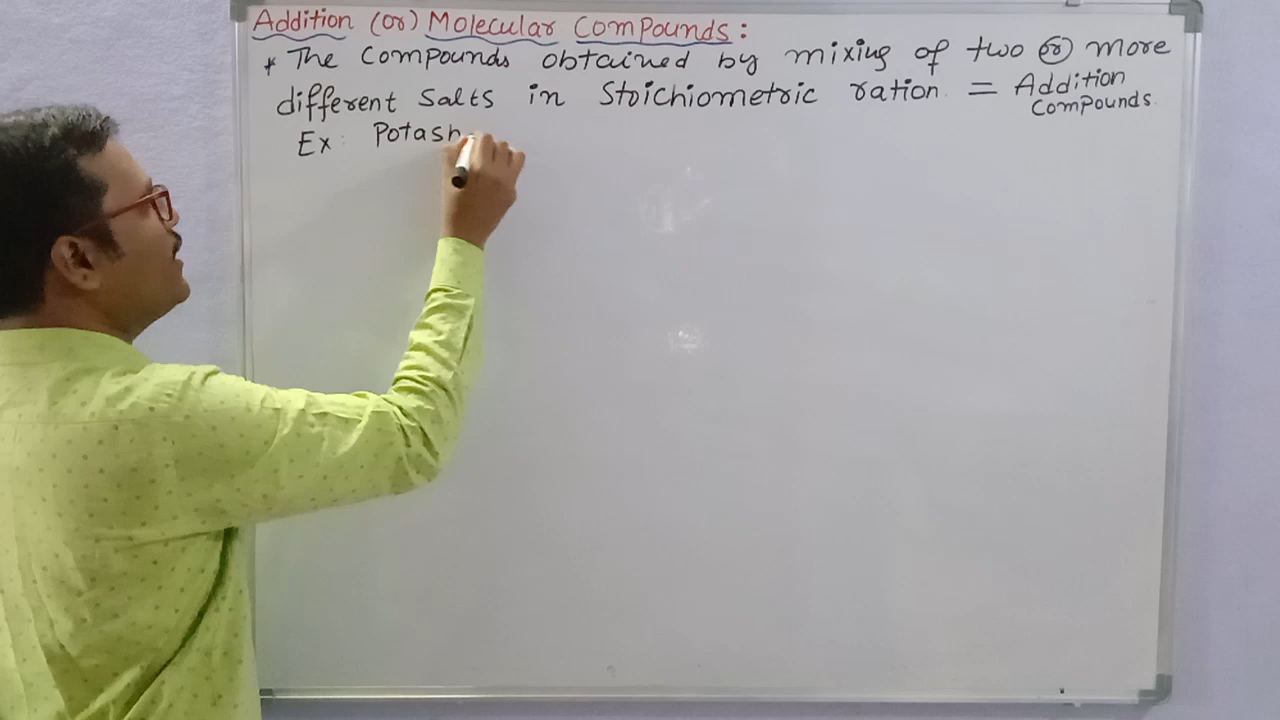 Addition (or) Molecular Compounds:
* The Compounds obtained by mixing of two or more
different Salts in Stoichiometric ration = Addition
Compounds.
Ex: Potash